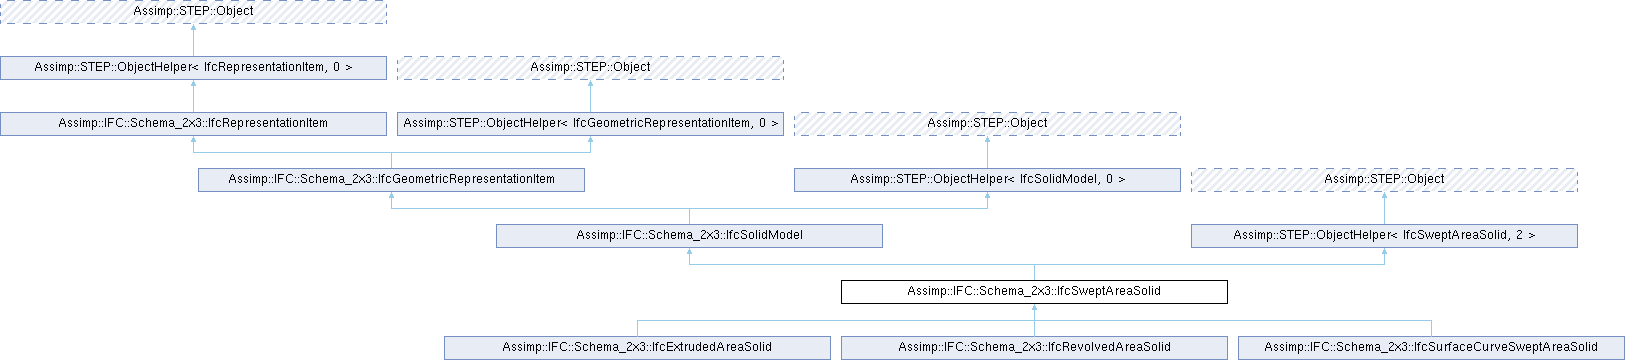 Assimp::STEP::Object
Assimp::STEP::ObjectHelper< IfcRepresentationItem, 0 >
Assimp::STEP::Object
Assimp::IFC::Schema_2x3::IfcRepresentationItem
Assimp::STEP::ObjectHelper< IfcGeometricRepresentationItem, 0 >
Assimp::STEP::Object
Assimp::IFC::Schema_2x3::IfcGeometricRepresentationItem
Assimp::STEP::ObjectHelper< IfcSolidModel, 0 >
Assimp::STEP::Object
Assimp::IFC::Schema_2x3::IfcSolidModel
Assimp::STEP::ObjectHelper< IfcSweptAreaSolid, 2 >
Assimp::IFC::Schema_2x3::IfcSweptAreaSolid
Assimp::IFC::Schema_2x3::IfcExtrudedAreaSolid
Assimp::IFC::Schema_2x3::IfcRevolvedAreaSolid
Assimp::IFC::Schema_2x3::IfcSurfaceCurveSweptAreaSolid